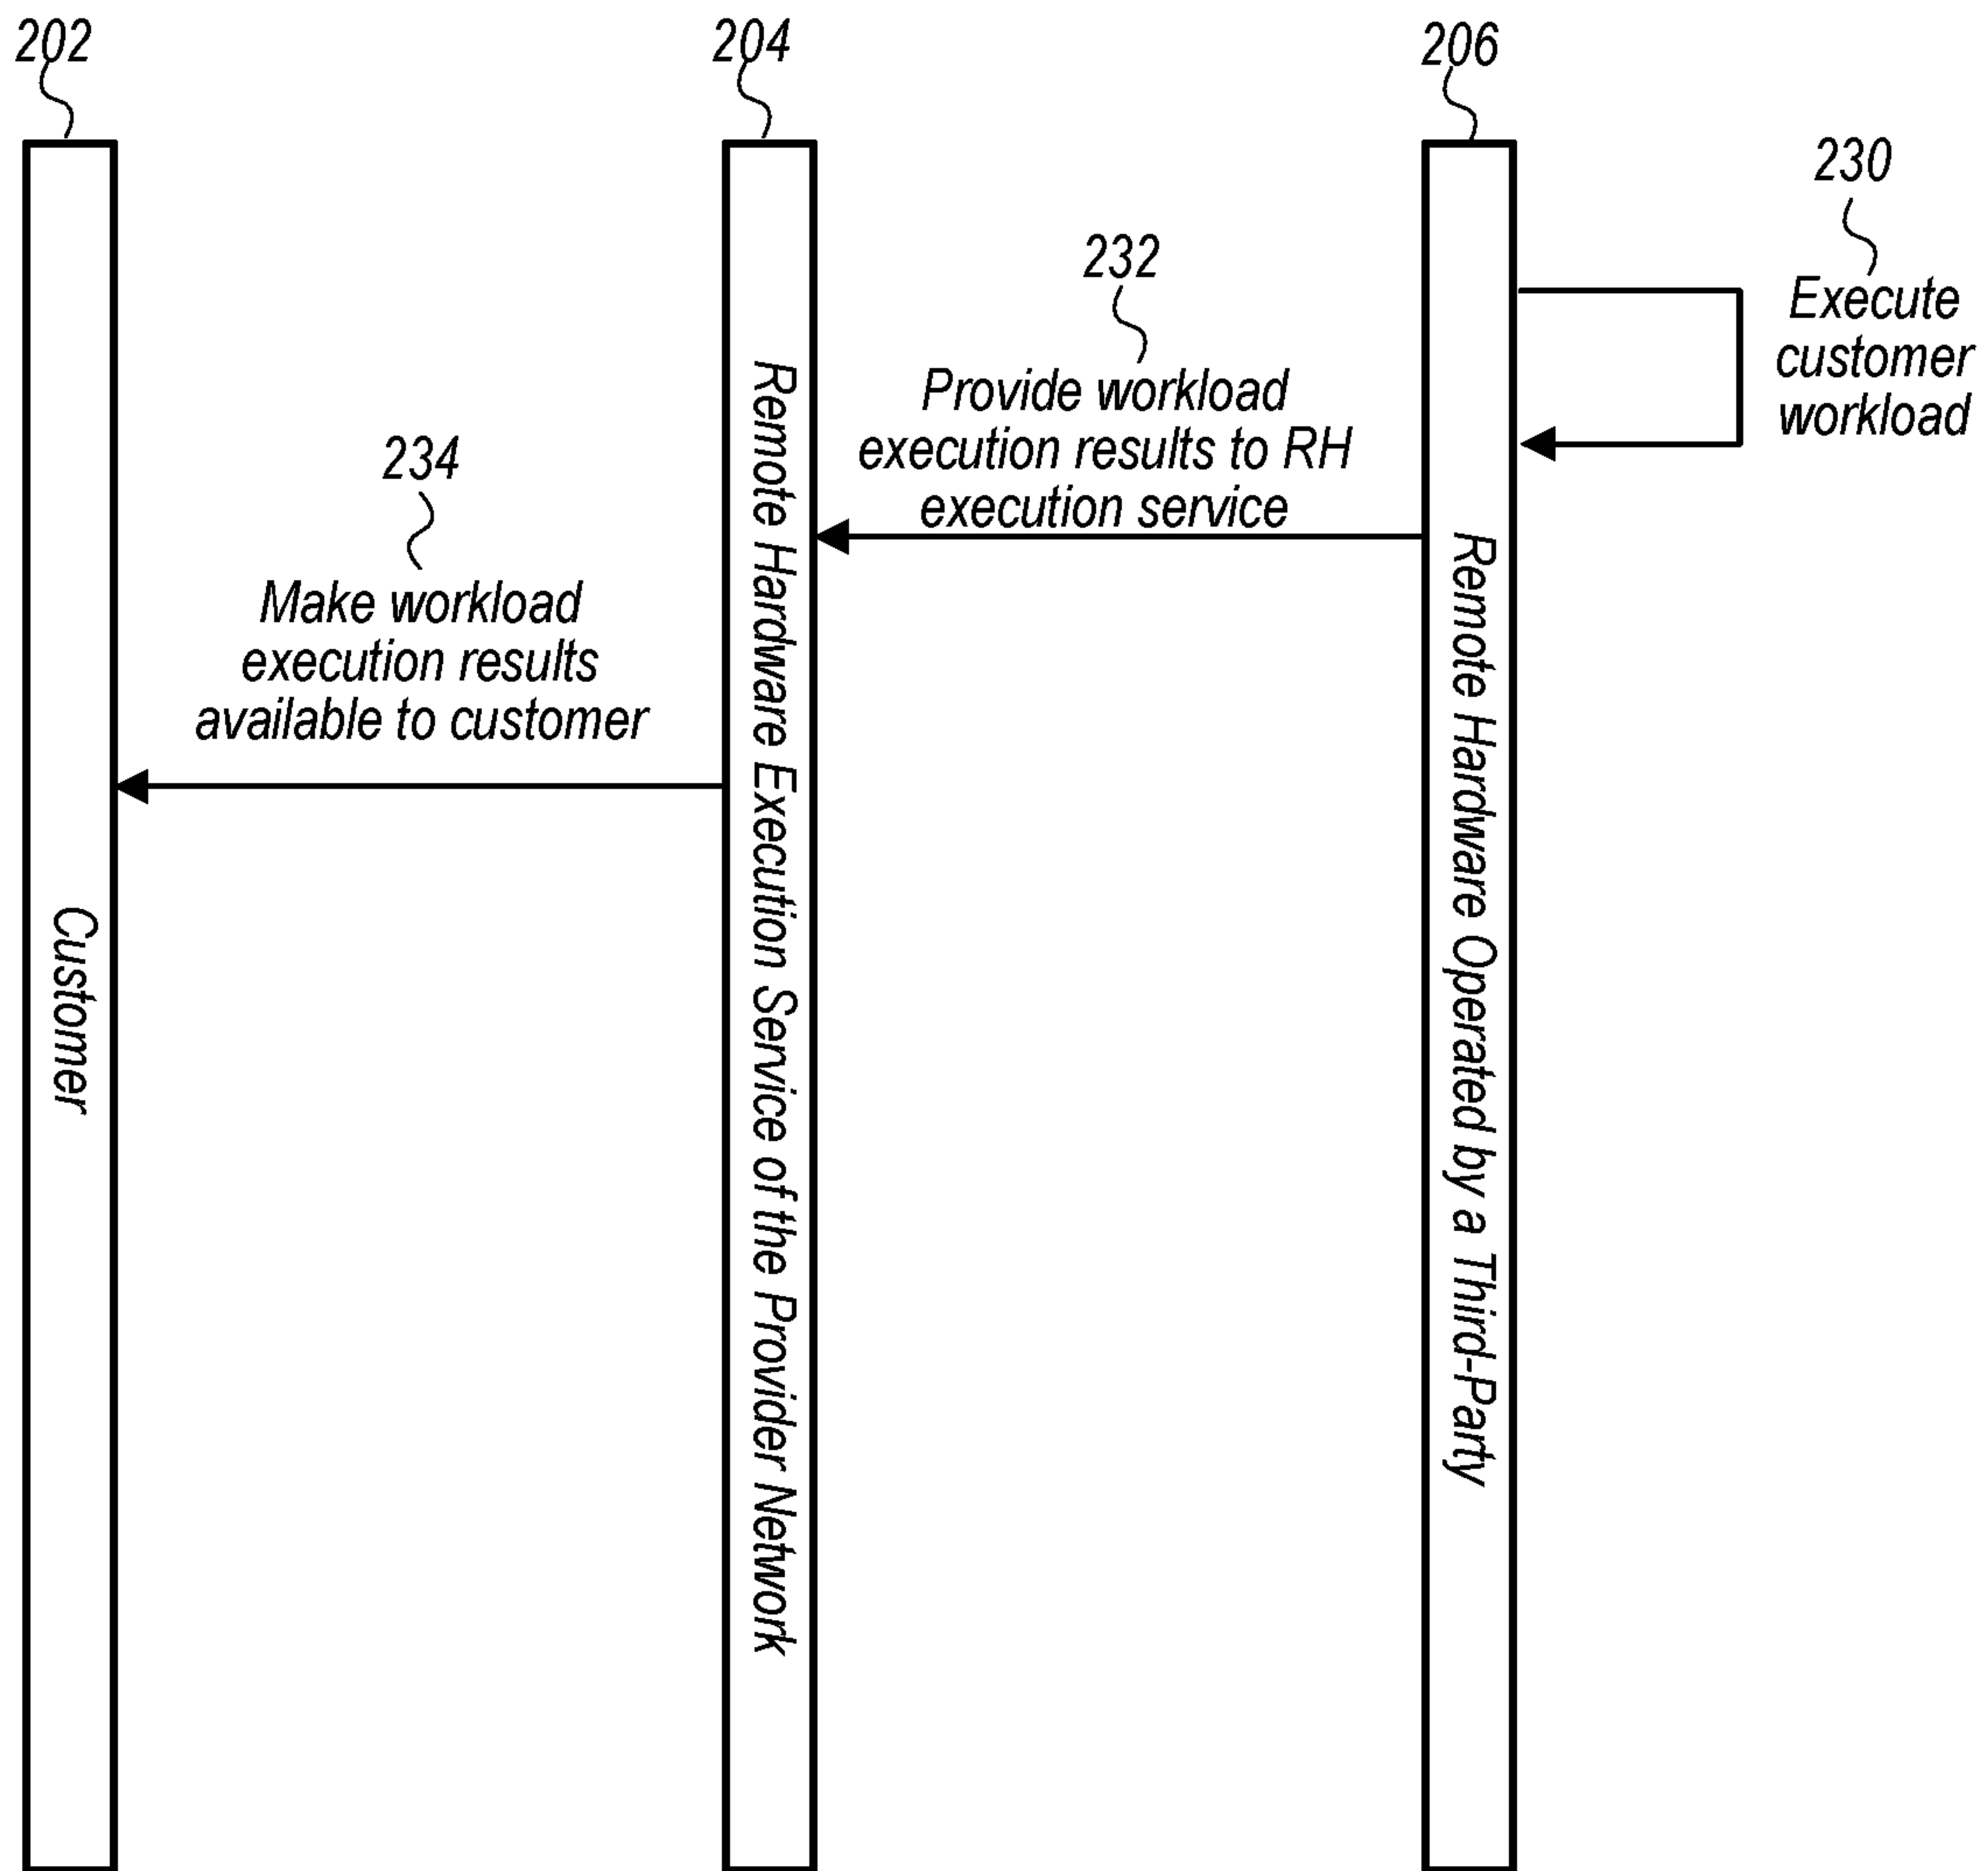 202
204
206
230
Execute
customer
workload
232
Provide workload
execution results to RH
execution service
234
Make workload
execution results
available to customer
Customer
Remote Hardware Execution Service of the Provider Network
Remote Hardware Operated by a Third-Party